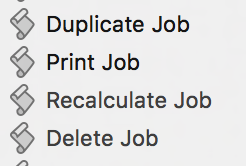 Duplicate Job
Print Job
Recalculate Job
Delete Job